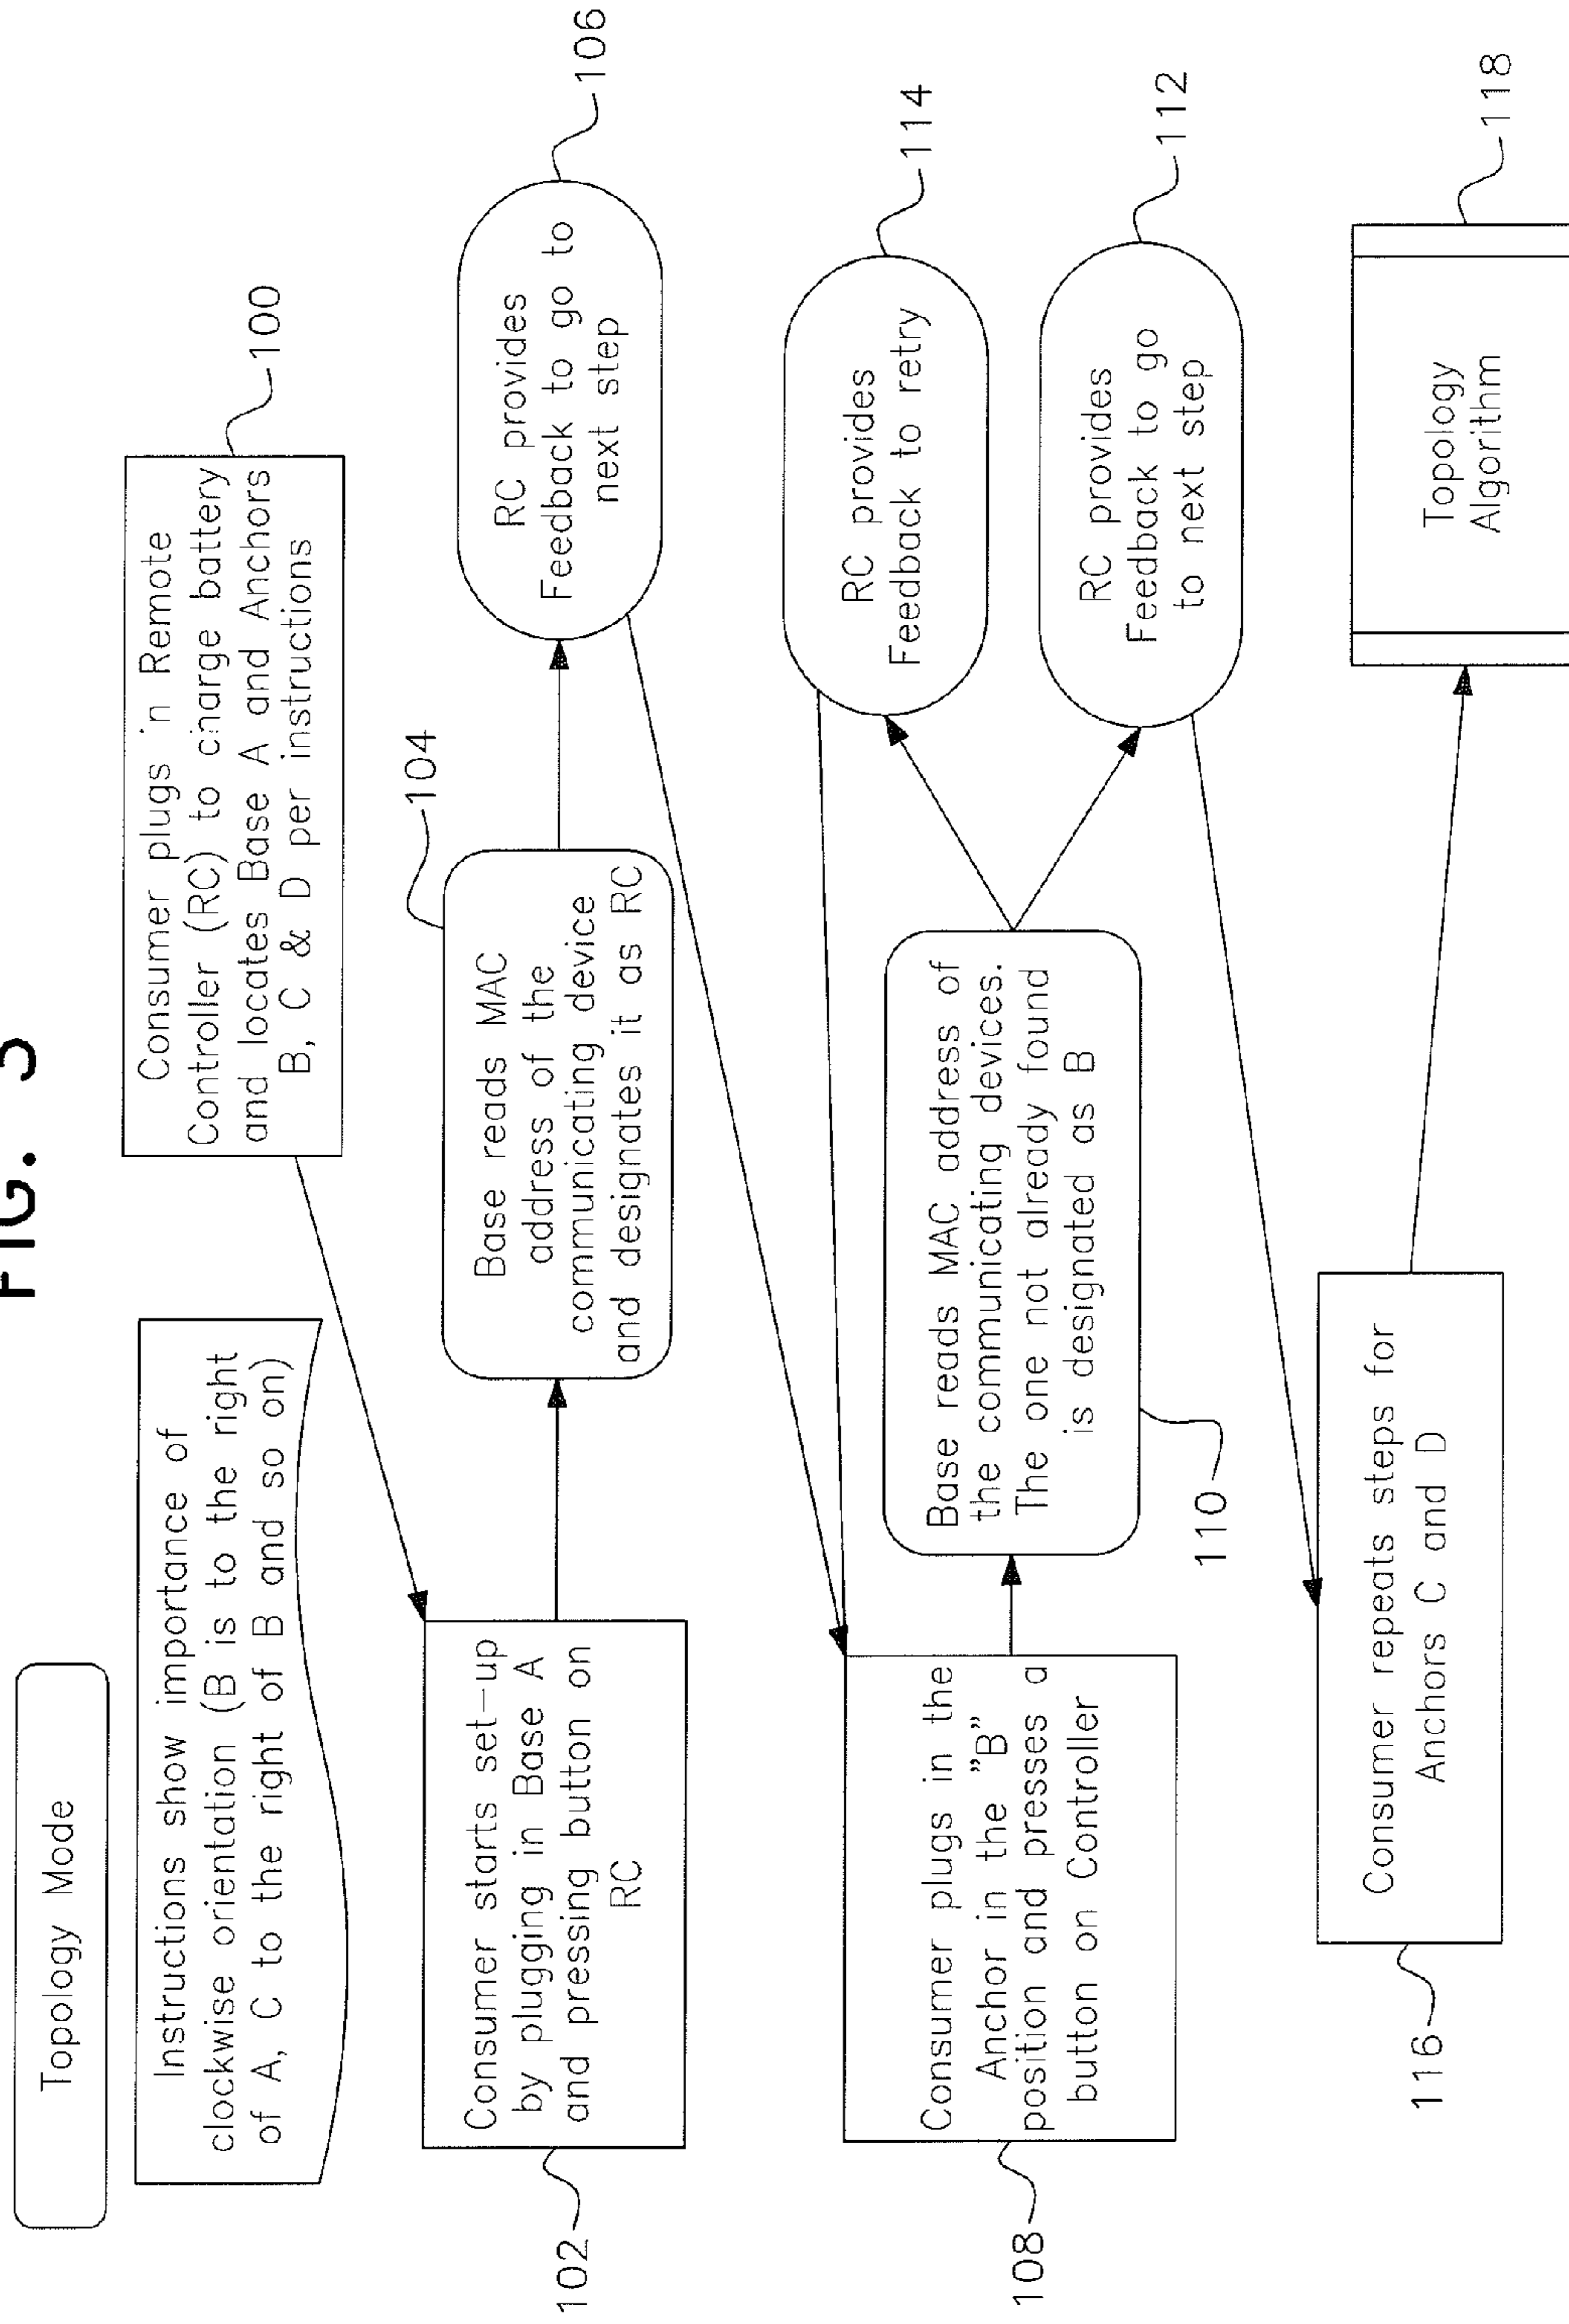 FIG.
Topology Mode
Instructions show importance of
clockwise orientation (B is to the right
of A, C to the right of B and so on)
Consumer plugs in Remote
Controller (RC) to charge battery
and locates Base A and Anchors
B, C & D per instructions
100
Consumer starts set-up
by plugging in Base A
and pressing button on
RC
102
Base reads MAC
address of the
communicating device
and designates it as RC
104
RC provides
Feedback to go to
next step
106
Consumer plugs in the
Anchor in the "B"
position and presses a
button on Controller
108
Base reads MAC address of
the communicating devices.
The one not already found
is designated as B
110
RC provides
Feedback to retry
114
RC provides
Feedback to go
to next step
112
Consumer repeats steps for
Anchors C and D
116
Topology
Algorithm
118